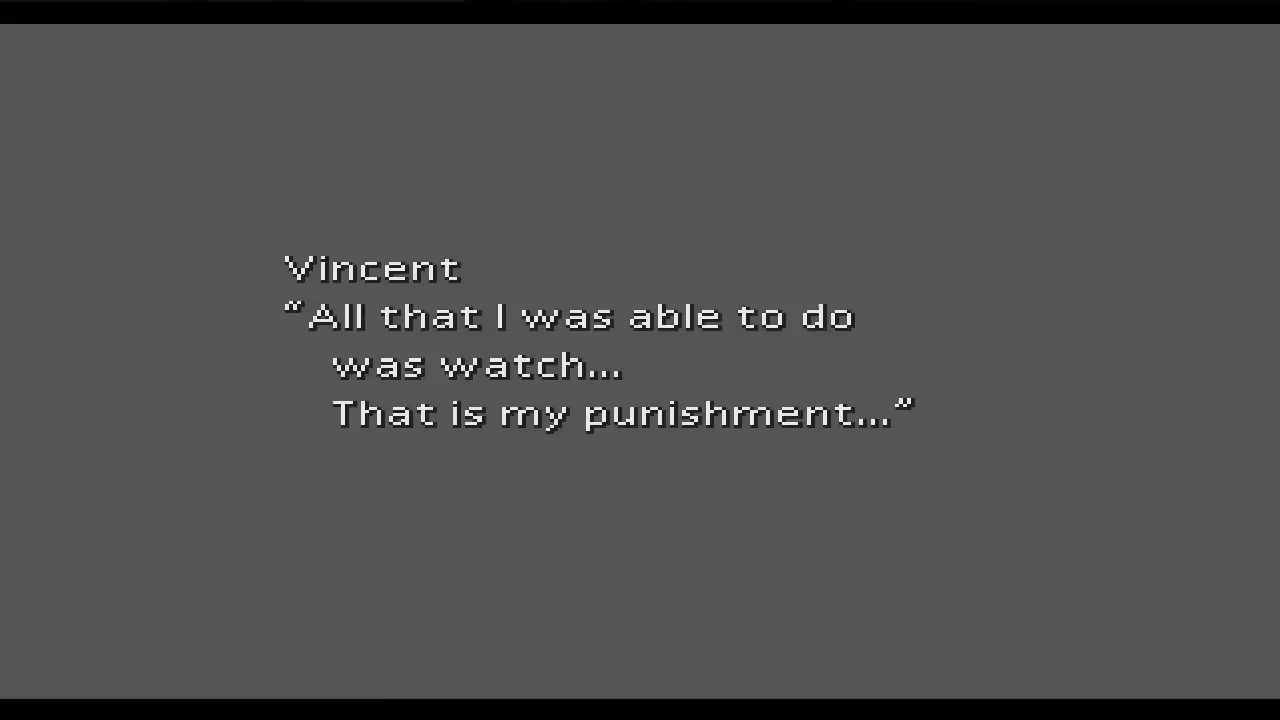 Vincent
“All that I was able to do
was watch...
That is my punishment...”